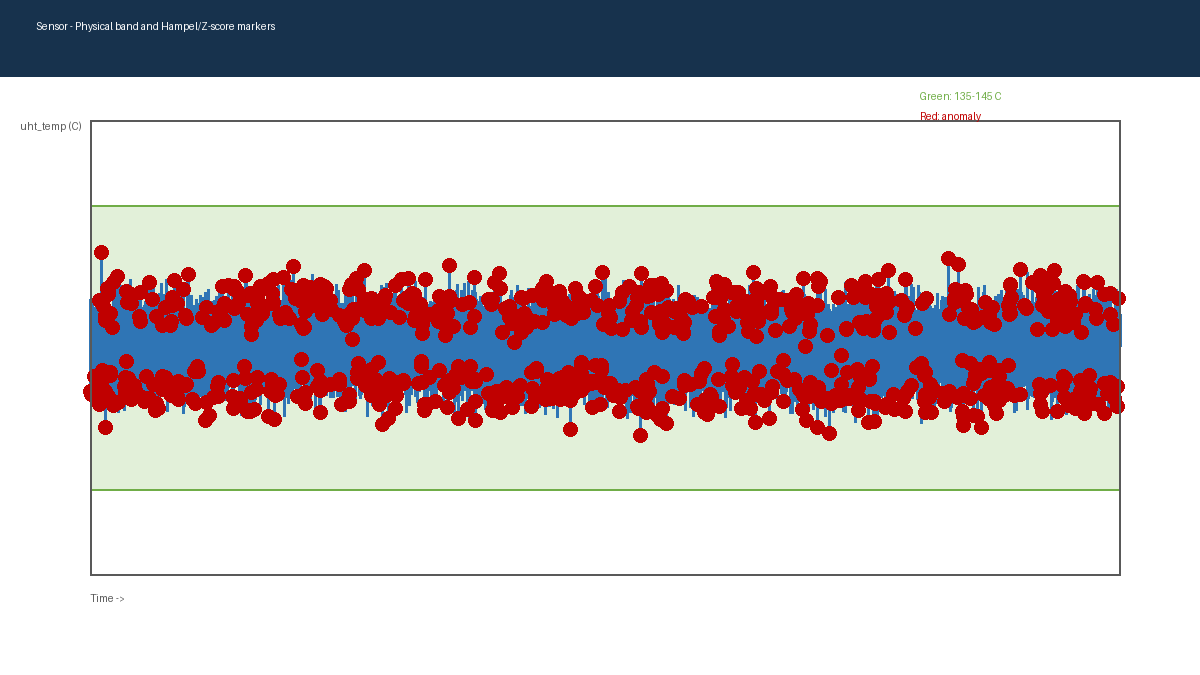 Sensor - Physical band and Hampel/Z-score markers
Green: 135-145 C
Red: anomaly
uht_temp (C)
Time ->